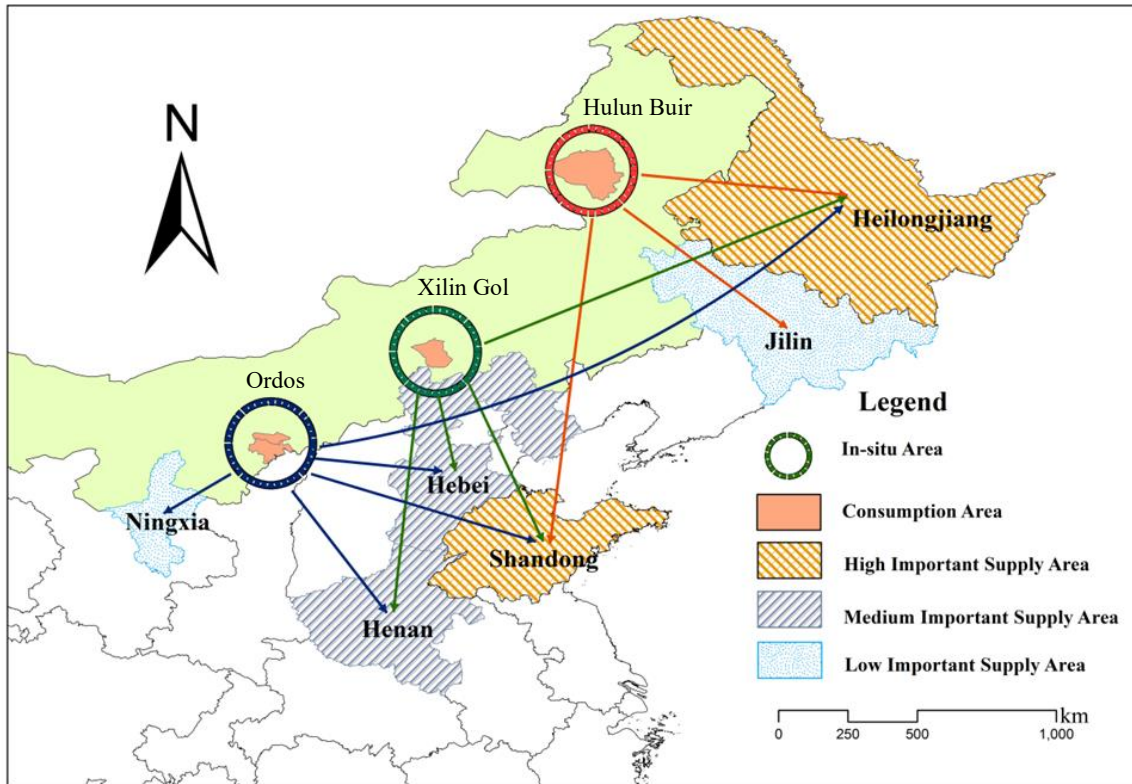 N
Hulun Buir
Heilongjiang
Xilin Gol
Jilin
Ordos
Hebei
Ningxia
Shandong
Henan
Legend
In-situ Area
Consumption Area
High Important Supply Area
Medium Important Supply Area
Low Important Supply Area
km
0 250 500 1,000